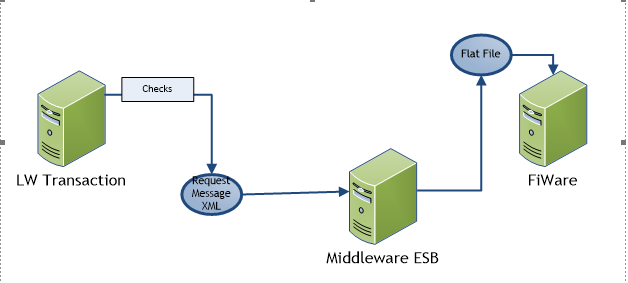 Checks
LW Transaction
Request
Message
XML
Middleware ESB
Flat File
FiWare